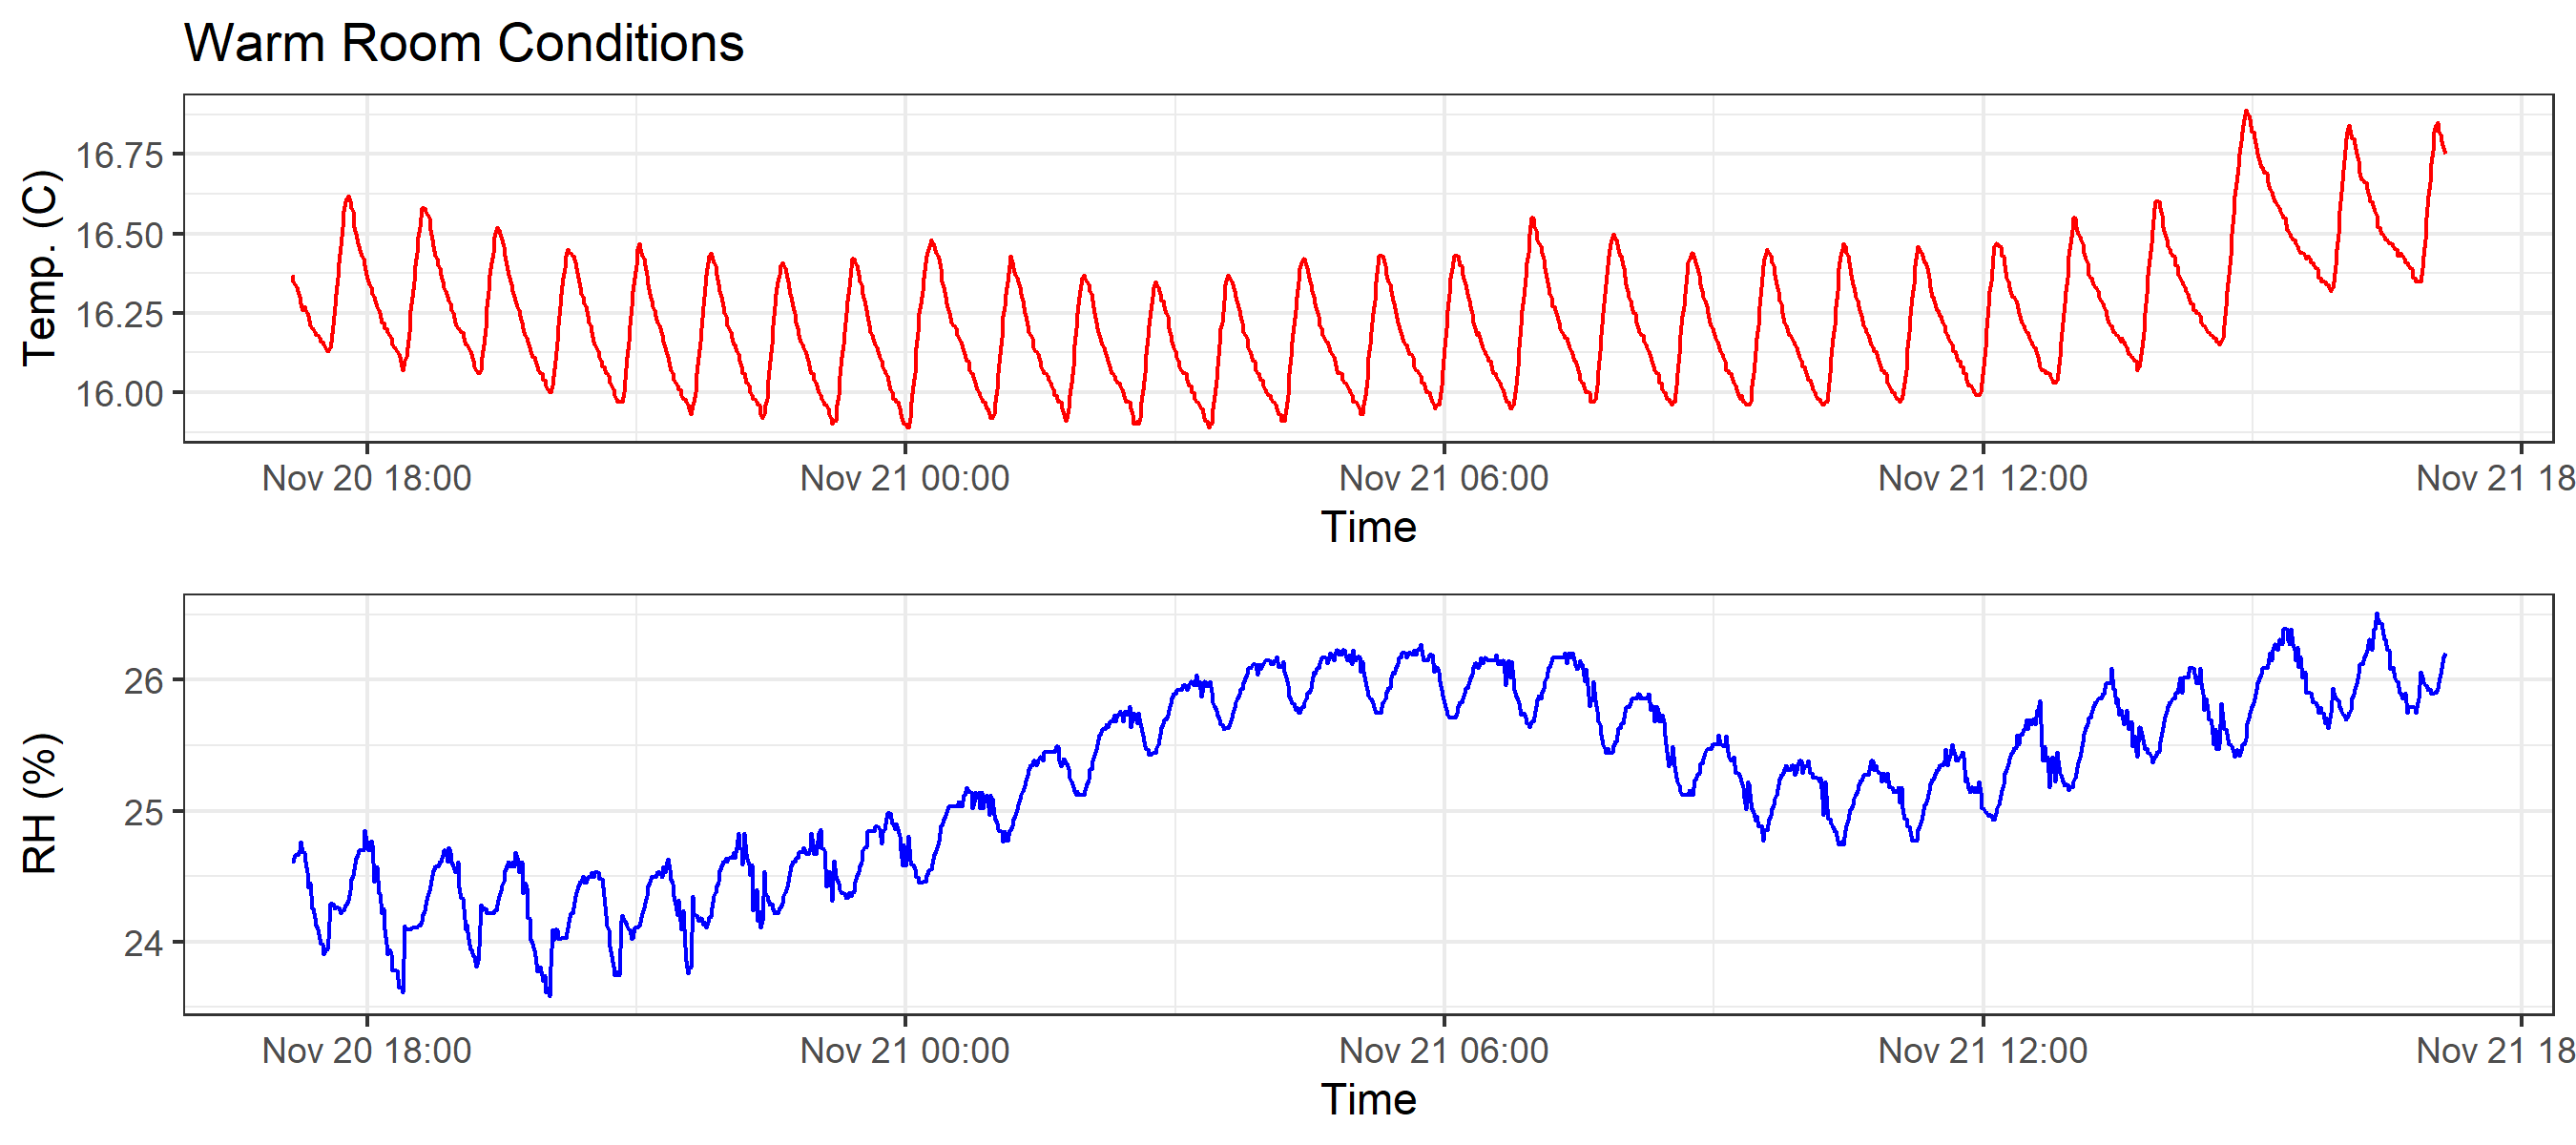 Warm Room Conditions
Temp. (C)
16.75
16.50
16.25
16.00
Nov 20 18:00 Nov 21 00:00 Nov 21 06:00 Nov 21 12:00 Nov 21 18
Time
RH (%)
26
25
24
Nov 20 18:00 Nov 21 00:00 Nov 21 06:00 Nov 21 12:00 Nov 21 18
Time